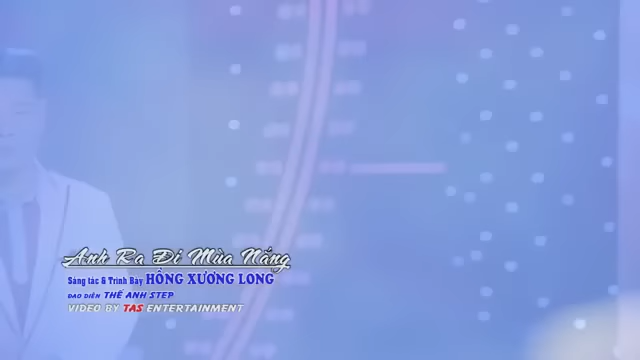 Anh Ra Đi Mùa Nắng
Sáng tác & Trình Bày HỒNG XƯƠNG LONG
ĐẠO DIỄN THẾ ANH STEP
VIDEO BY TAS ENTERTAINMENT